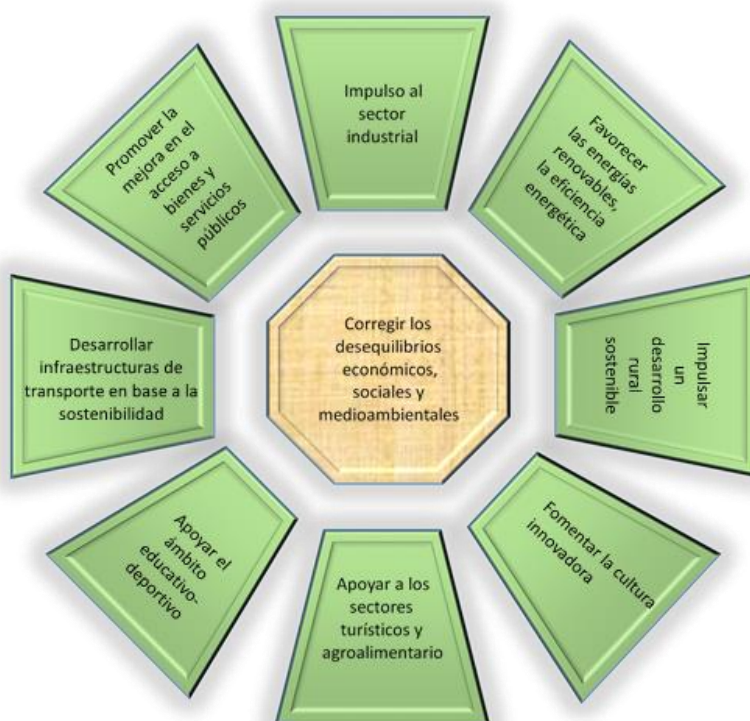 Impulso al
sector
industrial
Favorecer
las energías
renovables,
la eficiencia
energética
Impulsar
un
desarrollo
rural
sostenible
Fomentar la cultura
innovadora
Apoyar a los
sectores
turísticos y
agroalimentario
Apoyar el
ámbito
educativo-
deportivo
Desarrollar
infraestructuras de
transporte en base a la
sostenibilidad
Promover la
mejora en el
acceso a
bienes y
servicios
públicos
Corregir los
desequilibrios
económicos,
sociales y
medioambientales